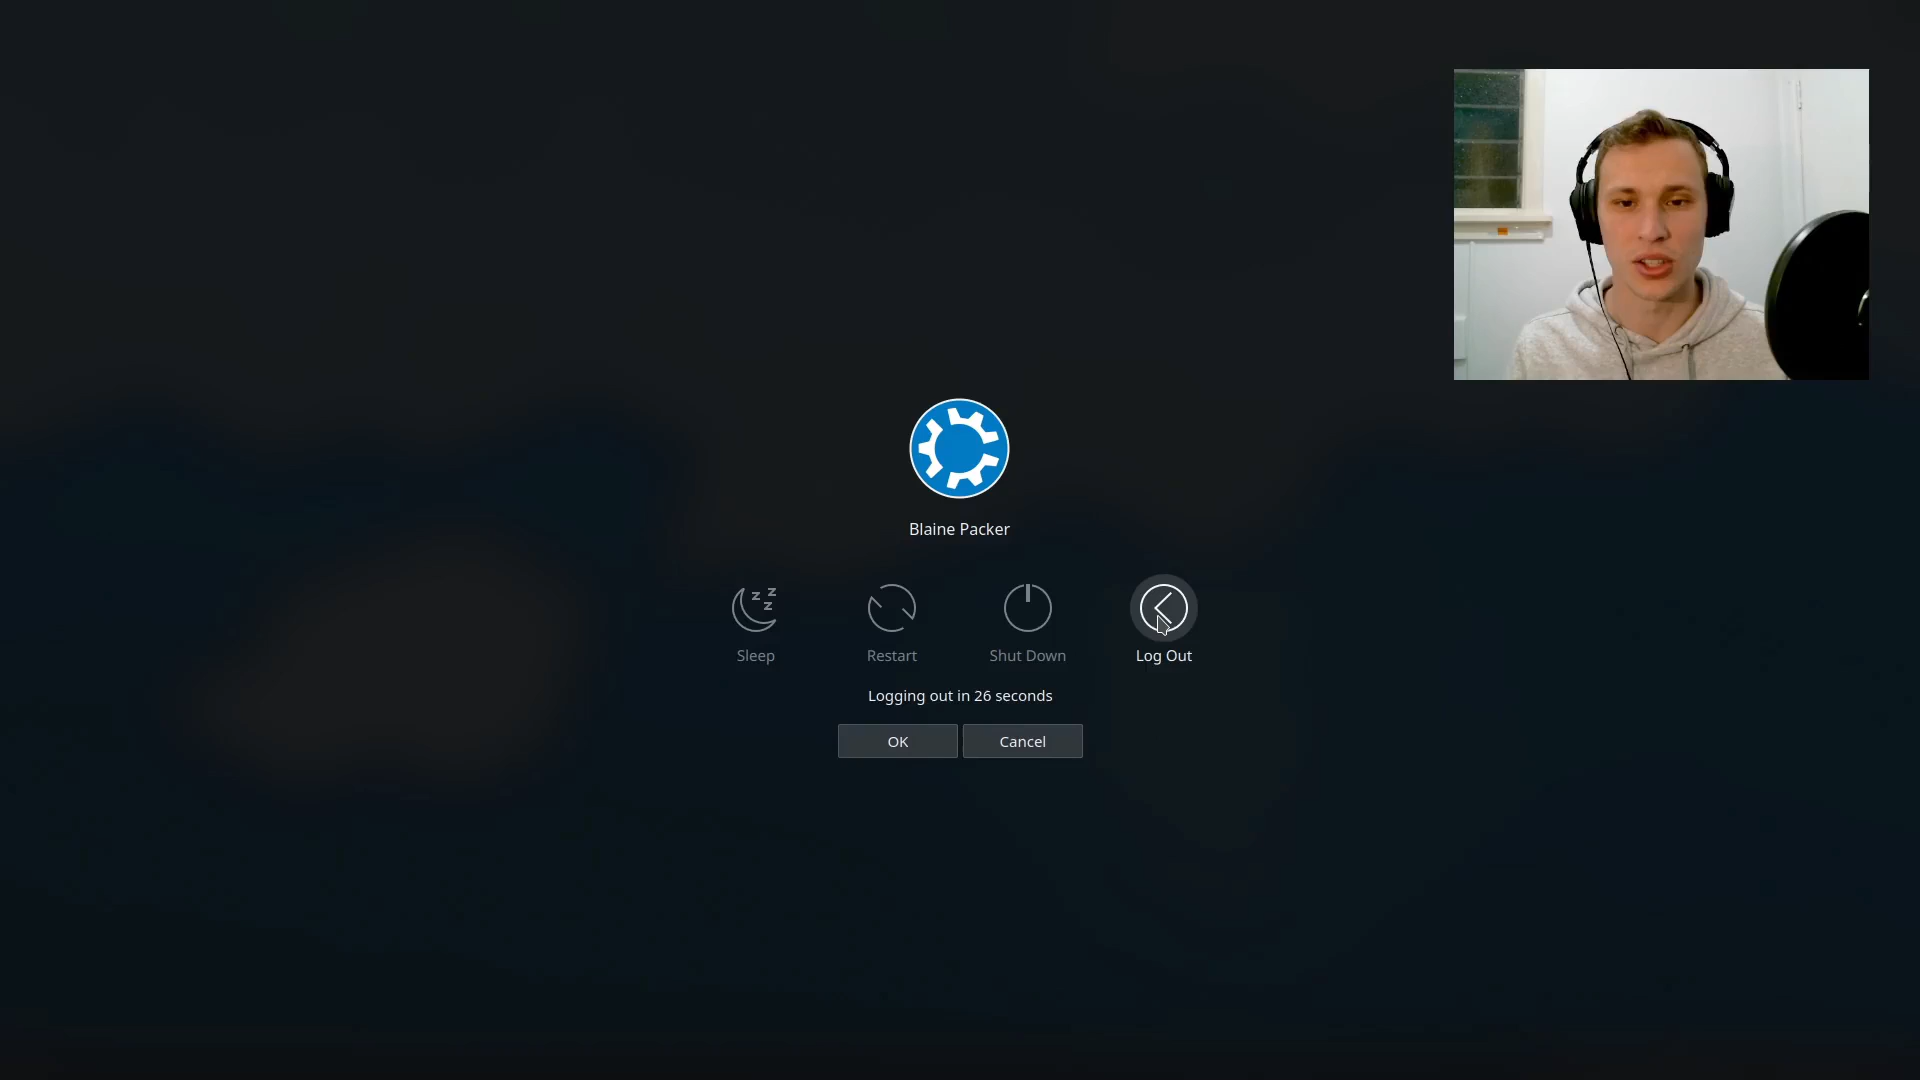 Blaine Packer
Sleep
Restart
Shut Down
Log Out
Logging out in 26 seconds
OK
Cancel